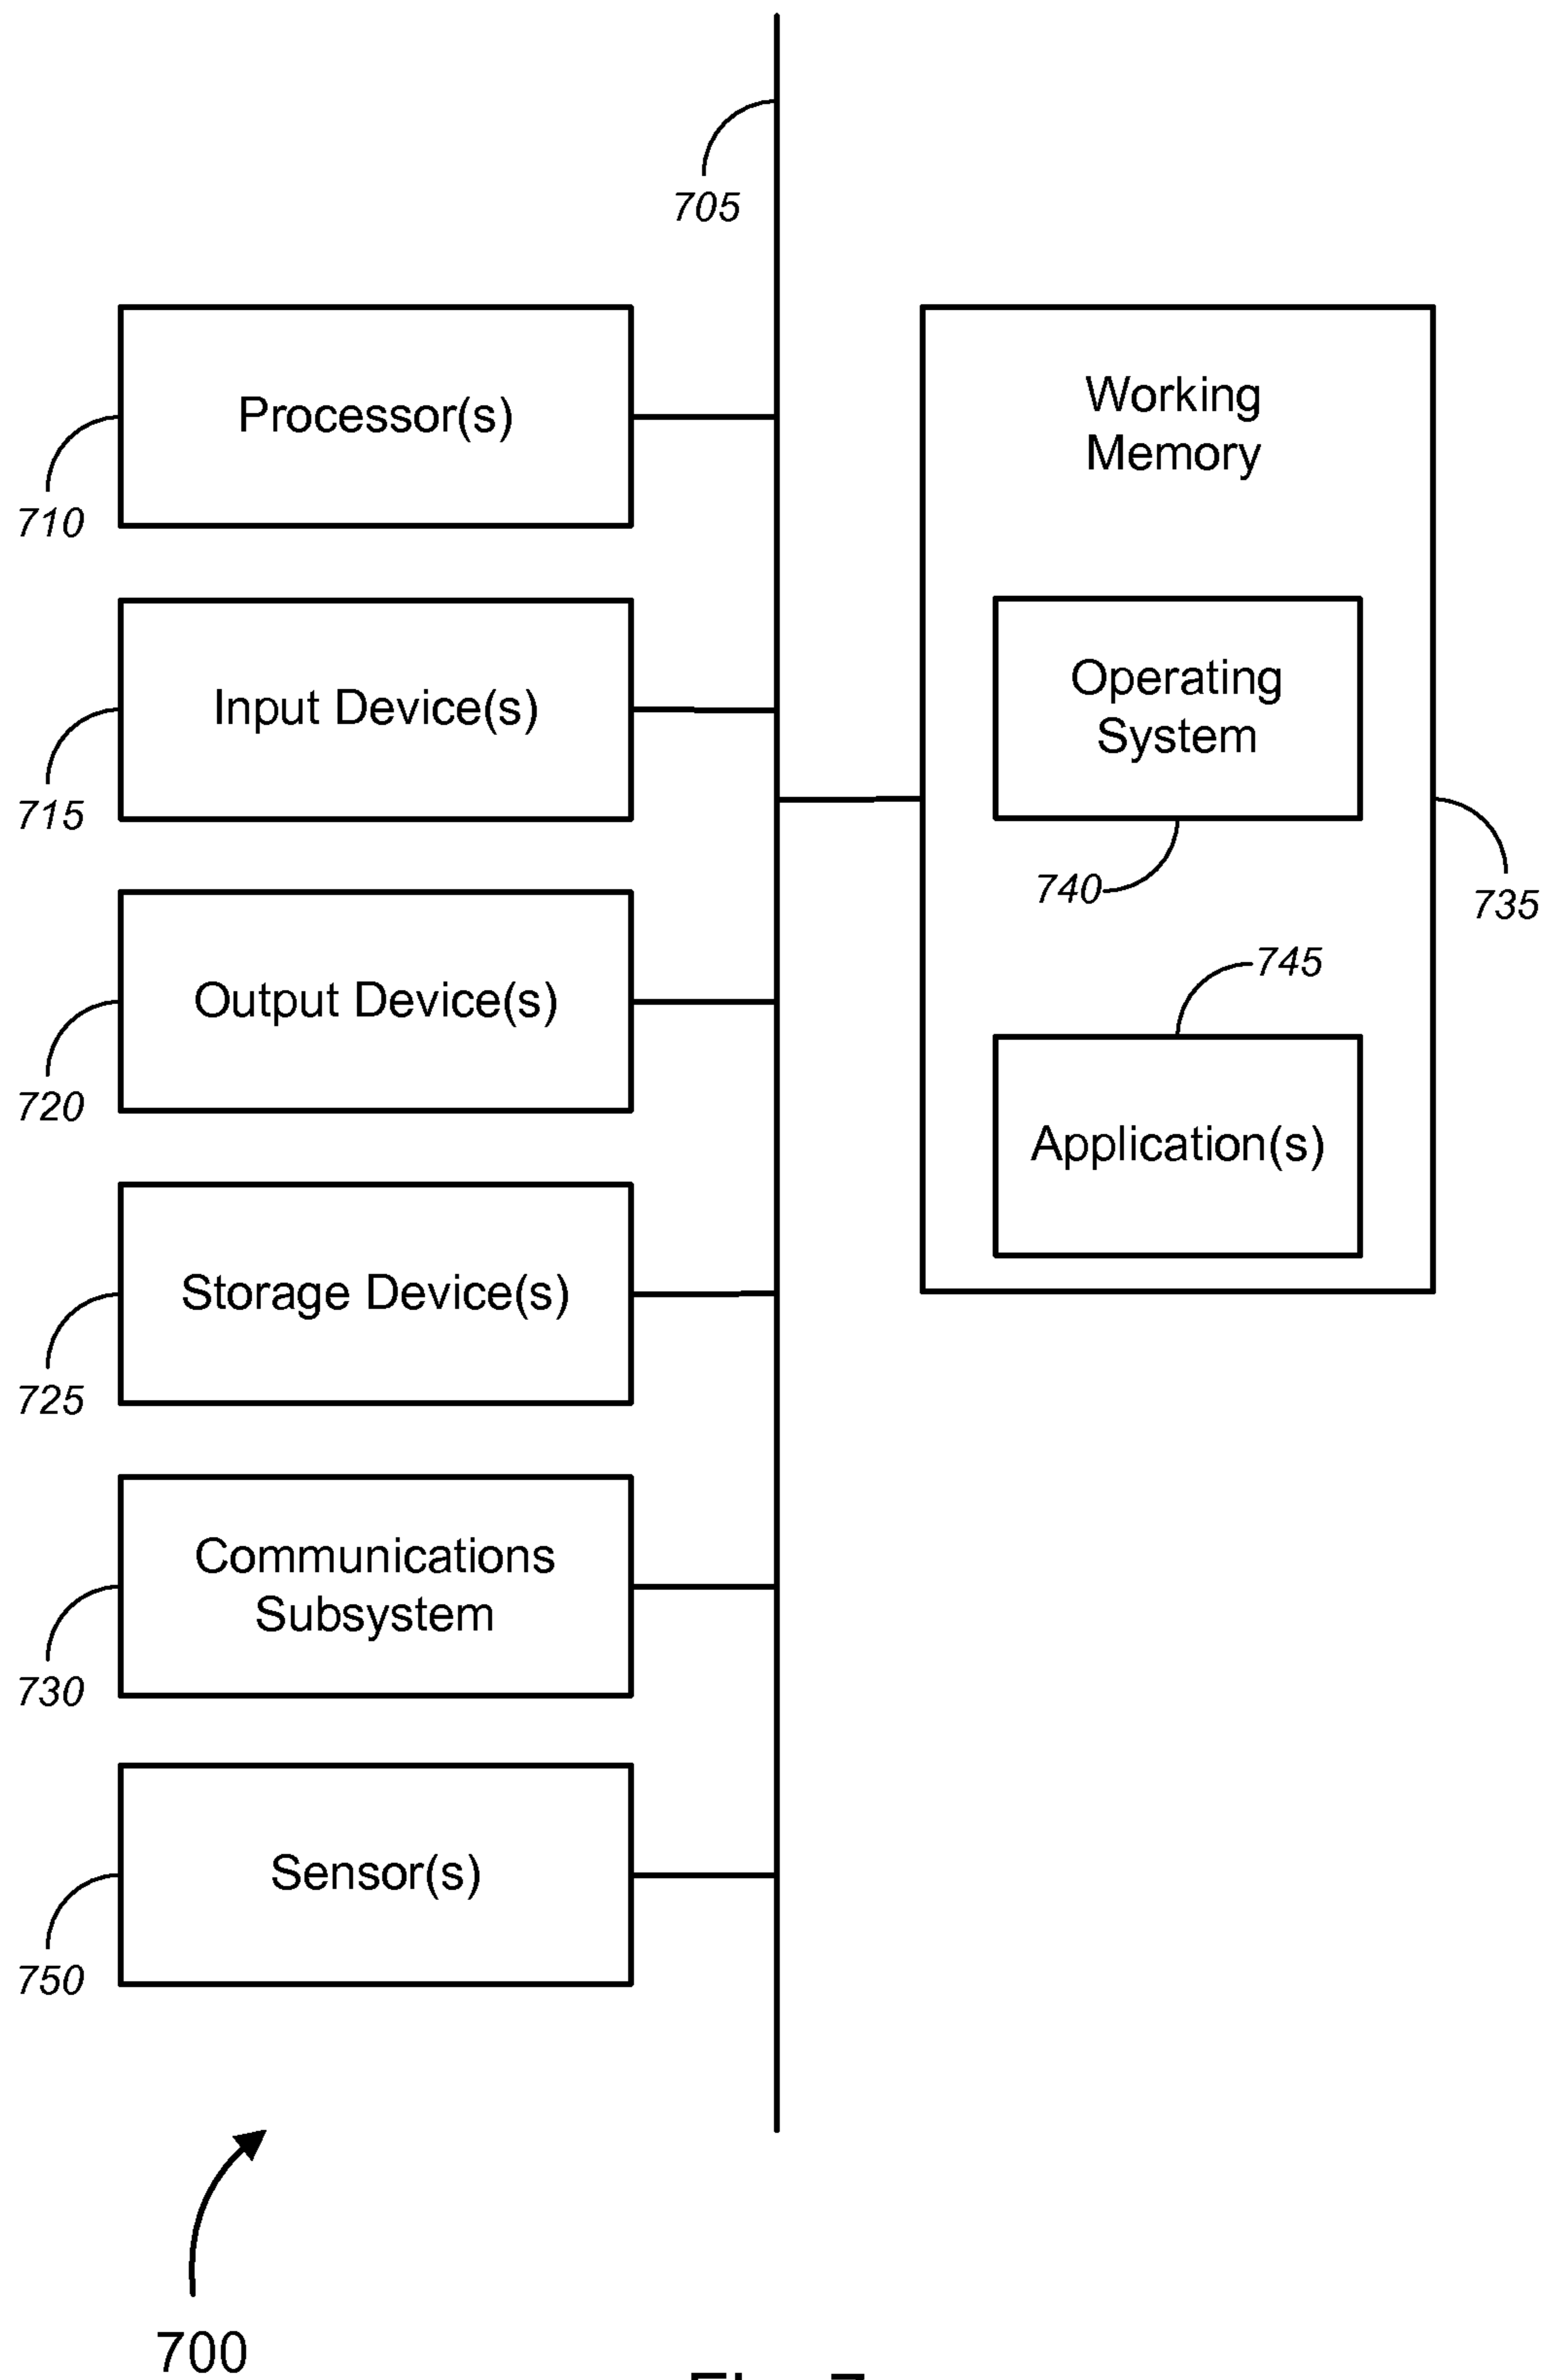 705
Processor(s)
710
Input Device(s)
715
Output Device(s)
720
Storage Device(s)
725
Communications
Subsystem
730
Sensor(s)
750
Working
Memory
Operating
System
740
735
745
Application(s)
700